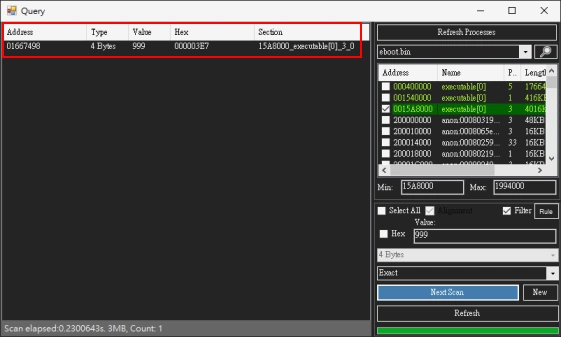 Query
Address Type Value Hex Section
01667498 4 Bytes 999 000003E7 15A8000_executable[0]_3_0
Scan elapsed:0.2300643s. 3MB, Count: 1
Refresh Processes
eboot.bin
Address Name P.. Length
000400000 executable[0] 5 17664
001540000 executable[0] 1 416KB
0015A8000 executable[0] 3 4016K
200000000 anon:00080319... 3 48KB
200010000 anon:0008065e... 3 16KB
200014000 anon:00080259... 33 16KB
200018000 anon:00080219... 1 16KB
Min: 15A8000 Max: 1994000
Select All Alignment Filter Rule
Value:
Hex 999
4 Bytes
Exact
Next Scan New
Refresh